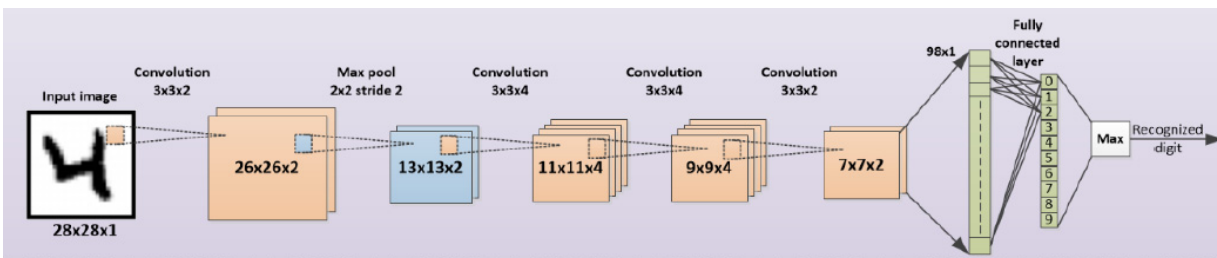 Input image
28x28x1
Convolution
3x3x2
26x26x2
Max pool
2x2 stride 2
13x13x2
Convolution
3x3x4
11x11x4
Convolution
3x3x4
9x9x4
Convolution
3x3x2
7x7x2
98x1
Fully
connected
layer
0
1
2
3
4
5
6
7
8
9
Max
Recognized
digit